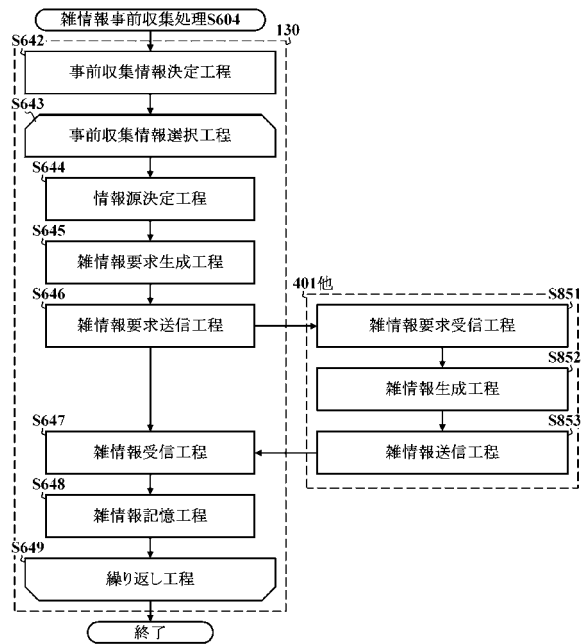 雑情報事前収集処理S604
130
S642
事前収集情報決定工程
S643
事前収集情報選択工程
S644
情報源決定工程
S645
雑情報要求生成工程
S646
雑情報要求送信工程
401他
S851
雑情報要求受信工程
S852
雑情報生成工程
S853
雑情報送信工程
S647
雑情報受信工程
S648
雑情報記憶工程
S649
繰り返し工程
終了